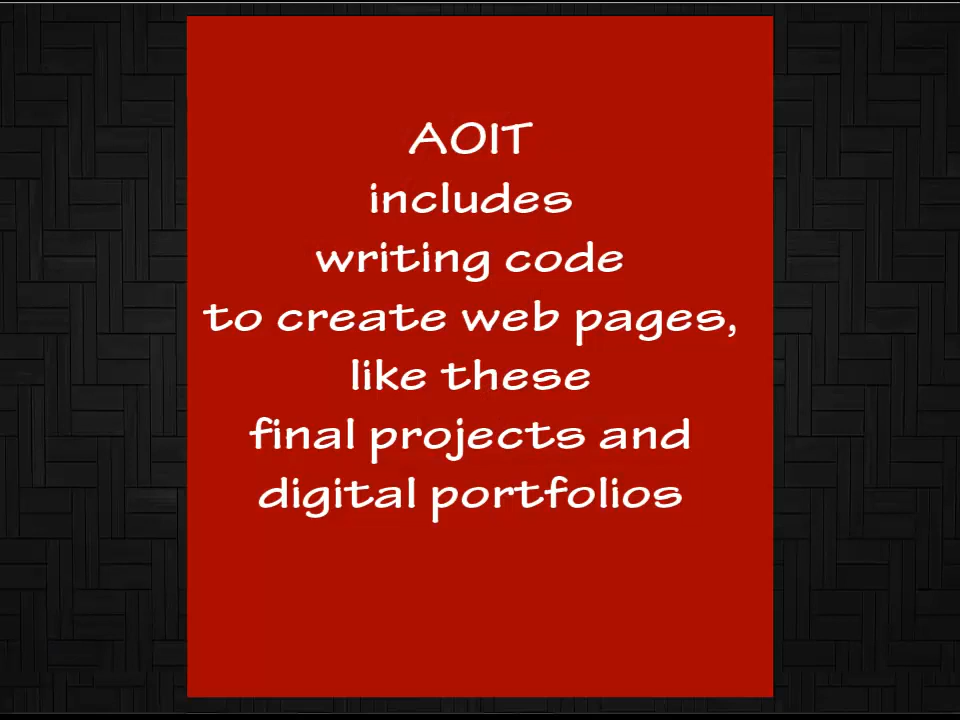 AOIT
includes
writing code
to create web pages,
like these
final projects and
digital portfolios